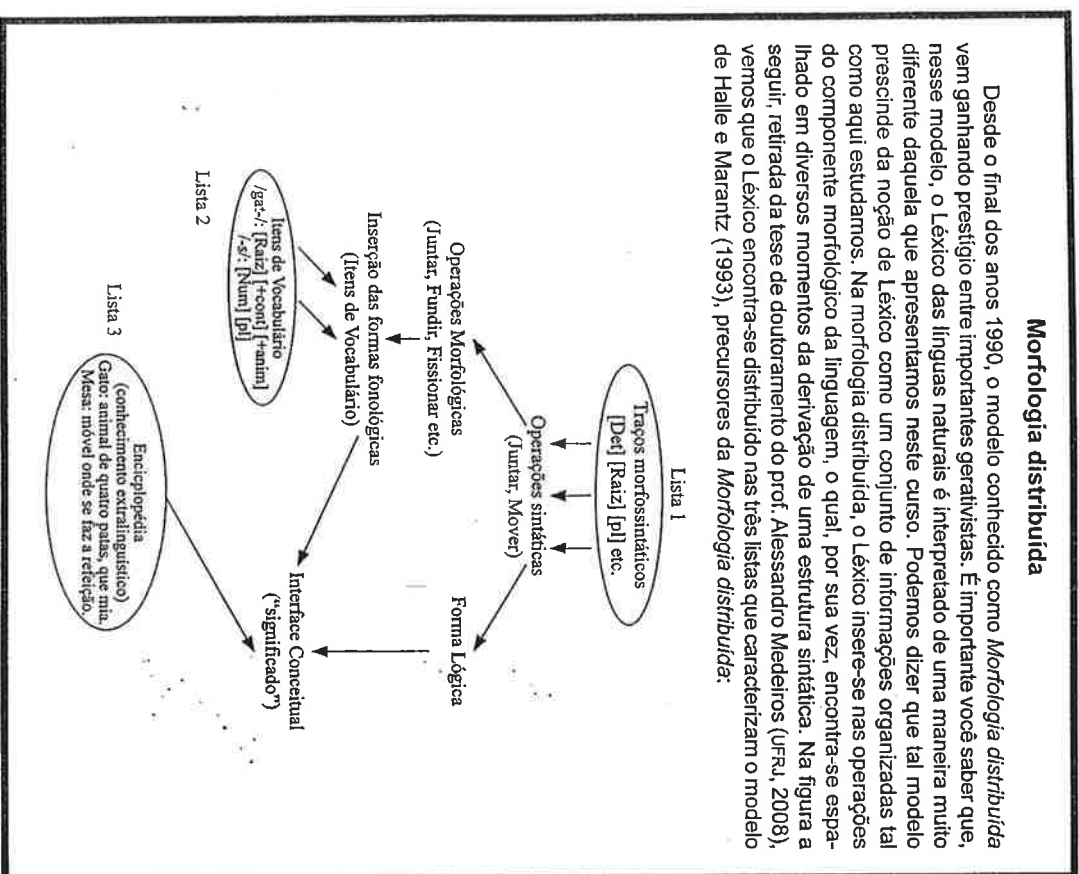 Morfologia distribuída
Desde o final dos anos 1990, o modelo conhecido como Morfologia distribuída
vem ganhando prestígio entre importantes gerativistas. É importante você saber que,
nesse modelo, o Léxico das línguas naturais é interpretado de uma maneira muito
diferente daquela que apresentamos neste curso. Podemos dizer que tal modelo
prescinde da noção de Léxico como um conjunto de informações organizadas tal
como aqui estudamos. Na morfologia distribuída, o Léxico insere-se nas operações
do componente morfológico da linguagem, o qual, por sua vez, encontra-se espa-
lhado em diversos momentos da derivação de uma estrutura sintática. Na figura a
seguir, retirada da tese de doutoramento do prof. Alessandro Medeiros (UFRJ, 2008),
vemos que o Léxico encontra-se distribuído nas três listas que caracterizam o modelo
de Halle e Marantz (1993), precursores da Morfologia distribuída:
Lista 1
Traços morfossintáticos
[Det] [Raiz] [pl] etc.
Operações sintáticas
(Juntar, Mover)
Operações Morfológicas
(Juntar, Fundir, Fissionar etc.)
Forma Lógica
Inserção das formas fonológicas
(Itens de Vocabulário)
Interface Conceitual
("significado")
Itens de Vocabulário
/gat-/: [Raiz] [+cont] [+anim]
/-s/: [Num] [pl]
Lista 2
Lista 3
Encicplopédia
(conhecimento extralinguístico)
Gato: animal de quatro patas, que mia.
Mesa: móvel onde se faz a refeição.